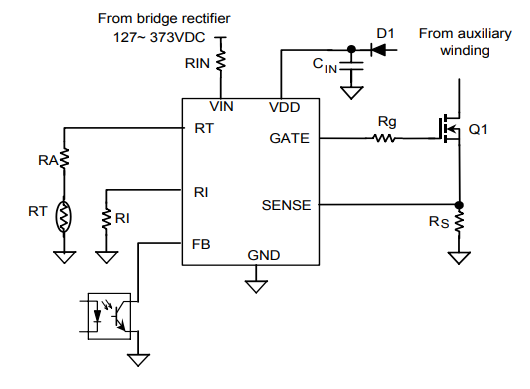 From bridge rectifier
127~ 373VDC
RIN
D1
From auxiliary
winding
CIN
VIN
VDD
RT
GATE
Rg
Q1
RA
RI
SENSE
RT
RI
RS
FB
GND